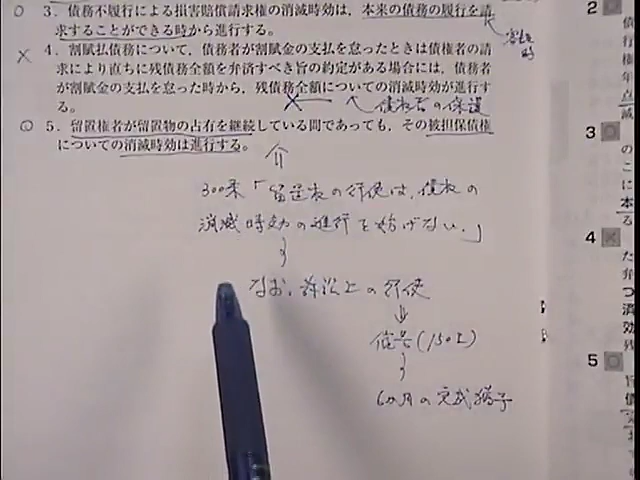 ○ 3．債務不履行による損害賠償請求権の消滅時効は，本来の債務の履行を請
求することができる時から進行する。
× 4．割賦払債務について，債務者が割賦金の支払を怠ったときは債権者の請
求により直ちに残債務全額を弁済すべき旨の約定がある場合には，債務者
が割賦金の支払を怠った時から，残債務全額についての消滅時効が進行す
る。
× ← 債権者の保護
○ 5．留置権者が留置物の占有を継続している間であっても，その被担保債権
についての消滅時効は進行する。
300条「留置权の行使は、債权の
消滅時効の進行を妨げない。」
なお、訴訟上の行使
⇓
催告(150Ⅰ)
6ヵ月の完成猶予
2
3
4
5